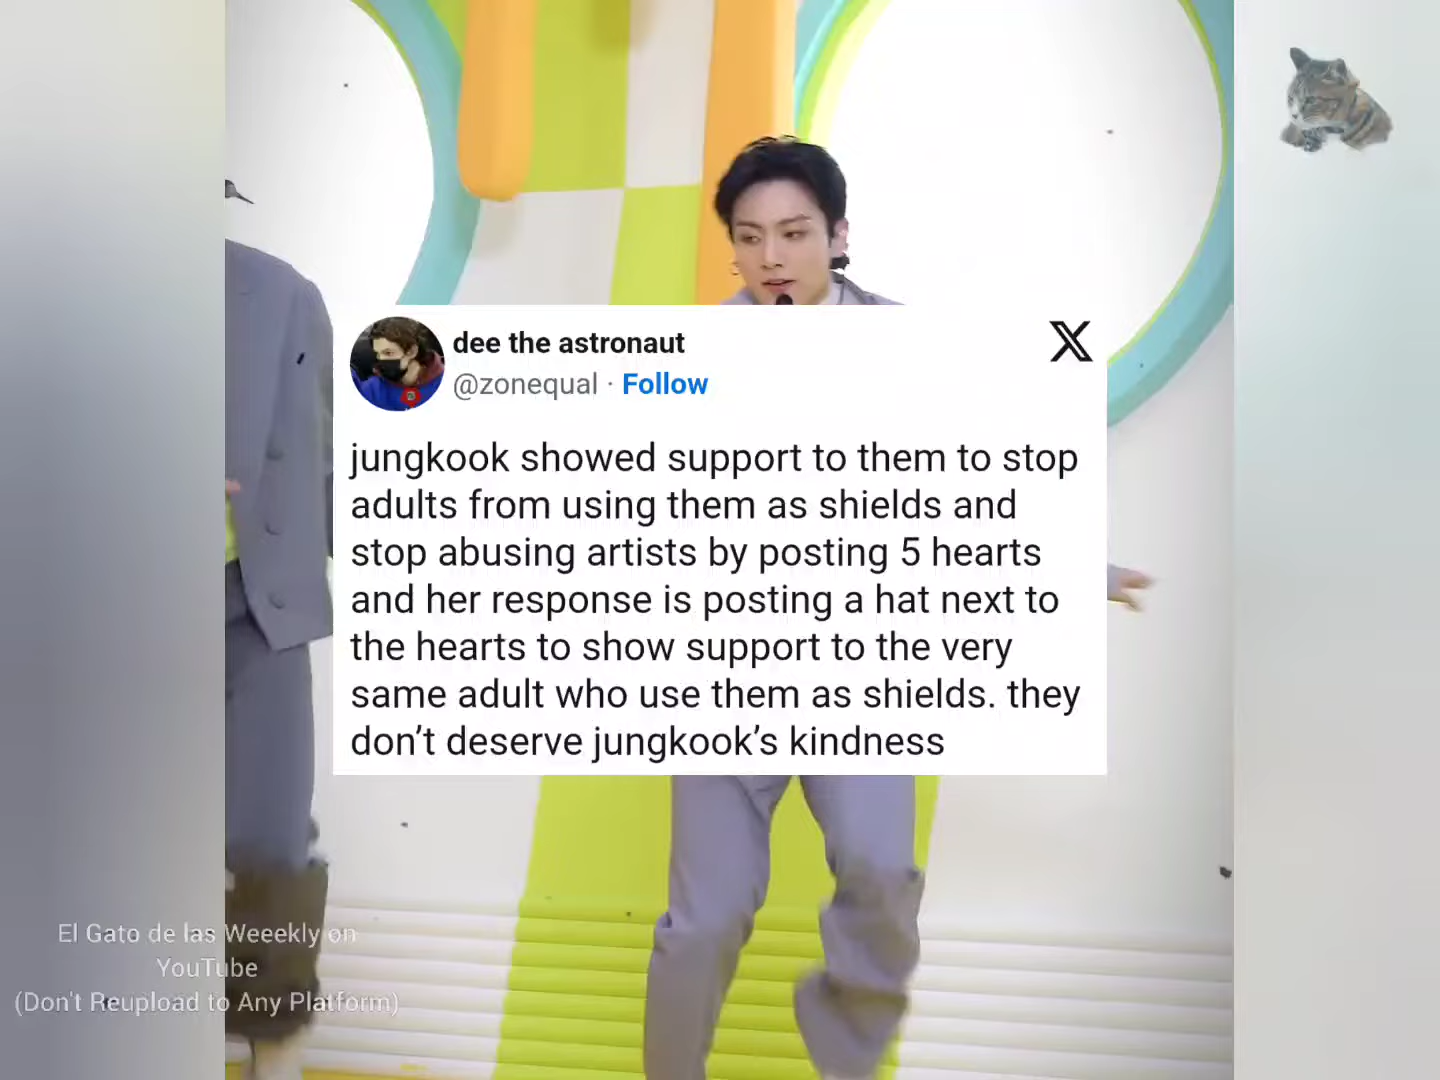 dee the astronaut
@zonequal · Follow
jungkook showed support to them to stop
adults from using them as shields and
stop abusing artists by posting 5 hearts
and her response is posting a hat next to
the hearts to show support to the very
same adult who use them as shields. they
don’t deserve jungkook’s kindness
El Gato de las Weeekly on
YouTube
(Don't Reupload to Any Platform)